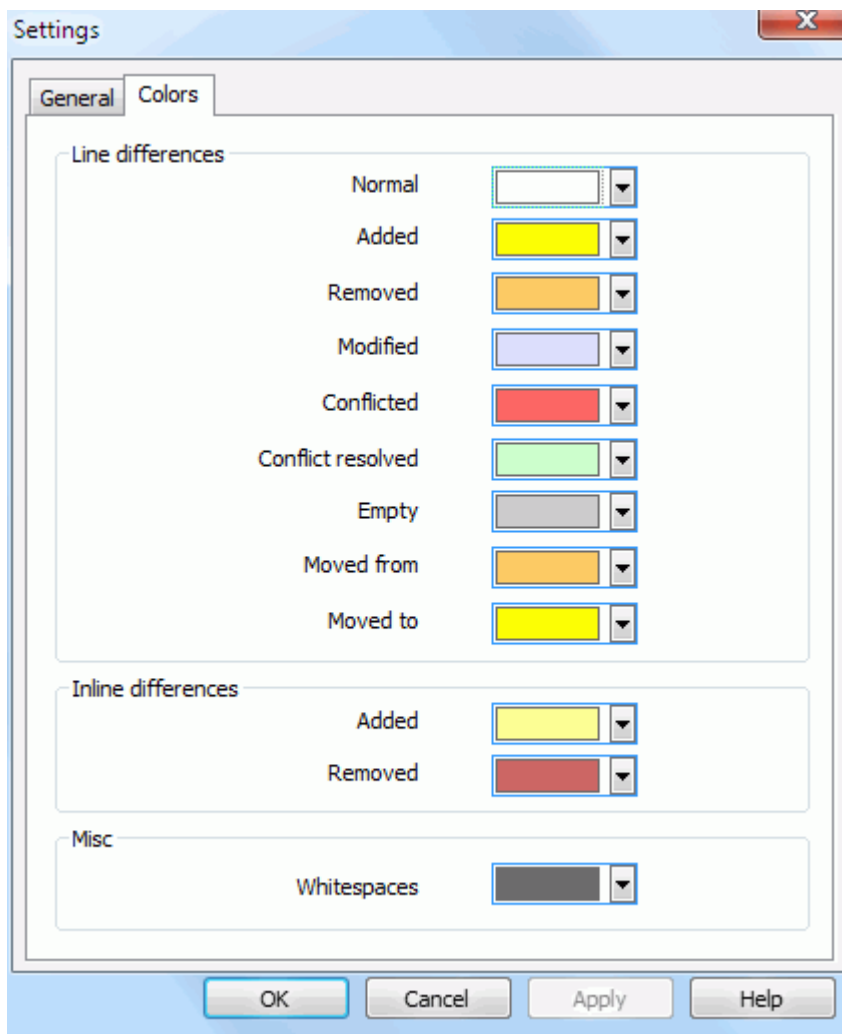 Settings
General Colors
Line differences
Normal
Added
Removed
Modified
Conflicted
Conflict resolved
Empty
Moved from
Moved to
Inline differences
Added
Removed
Misc
Whitespaces
OK Cancel Apply Help